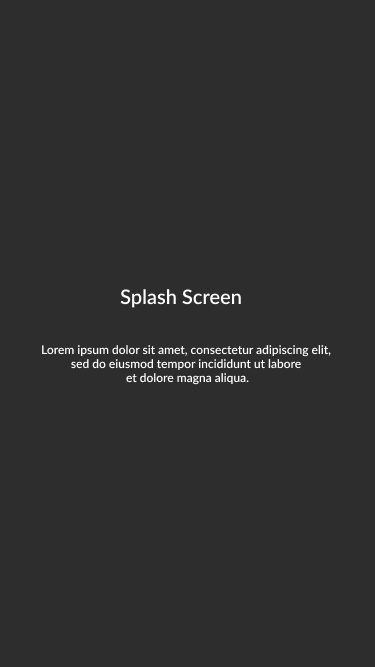 Splash Screen
Lorem ipsum dolor sit amet, consectetur adipiscing elit,
sed do eiusmod tempor incididunt ut labore
et dolore magna aliqua.